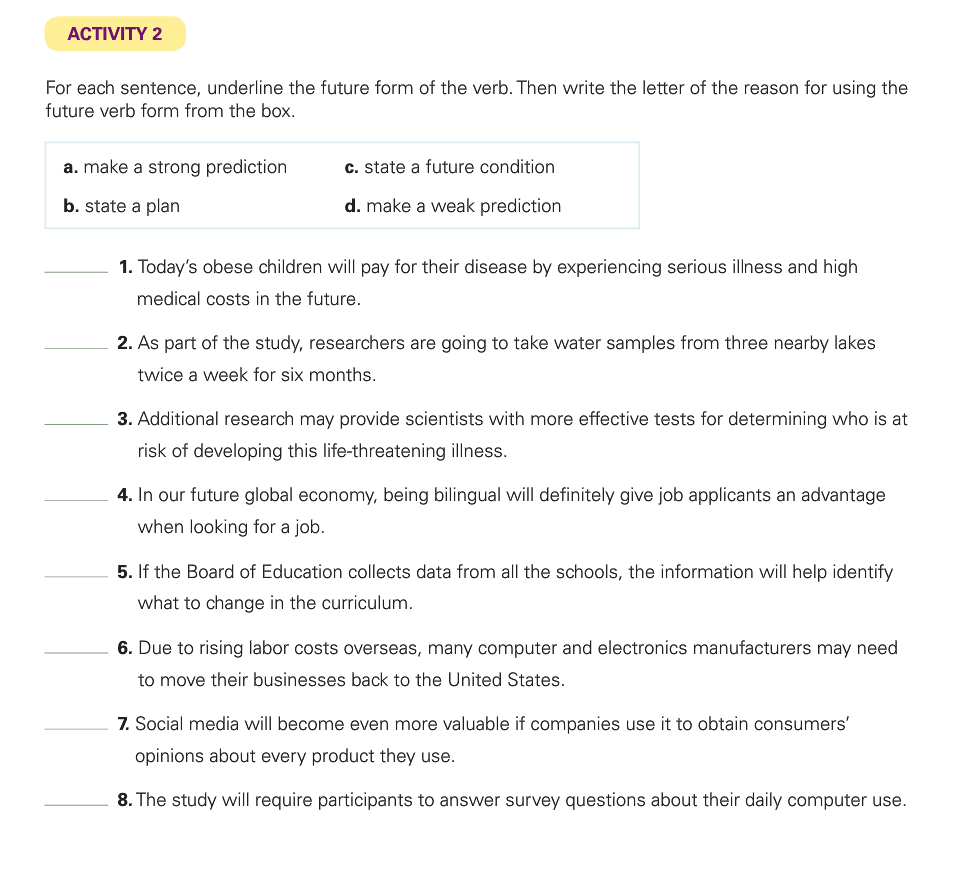 ACTIVITY 2
For each sentence, underline the future form of the verb. Then write the letter of the reason for using the
future verb form from the box.
a. make a strong prediction
c. state a future condition
b. state a plan
d. make a weak prediction
1. Today’s obese children will pay for their disease by experiencing serious illness and high
medical costs in the future.
2. As part of the study, researchers are going to take water samples from three nearby lakes
twice a week for six months.
3. Additional research may provide scientists with more effective tests for determining who is at
risk of developing this life-threatening illness.
4. In our future global economy, being bilingual will definitely give job applicants an advantage
when looking for a job.
5. If the Board of Education collects data from all the schools, the information will help identify
what to change in the curriculum.
6. Due to rising labor costs overseas, many computer and electronics manufacturers may need
to move their businesses back to the United States.
7. Social media will become even more valuable if companies use it to obtain consumers’
opinions about every product they use.
8. The study will require participants to answer survey questions about their daily computer use.